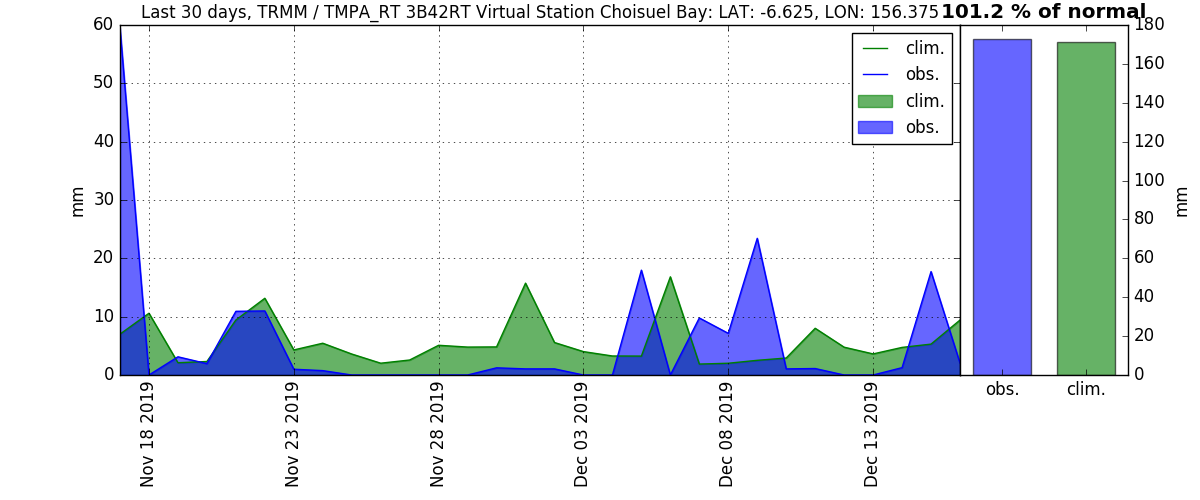 Last 30 days, TRMM / TMPA_RT 3B42RT Virtual Station Choisuel Bay: LAT: -6.625, LON: 156.375
101.2 % of normal
60
50
40
30
20
10
0
mm
clim.
obs.
clim.
obs.
Nov 18 2019
Nov 23 2019
Nov 28 2019
Dec 03 2019
Dec 08 2019
Dec 13 2019
180
160
140
120
100
80
60
40
20
0
mm
obs.
clim.